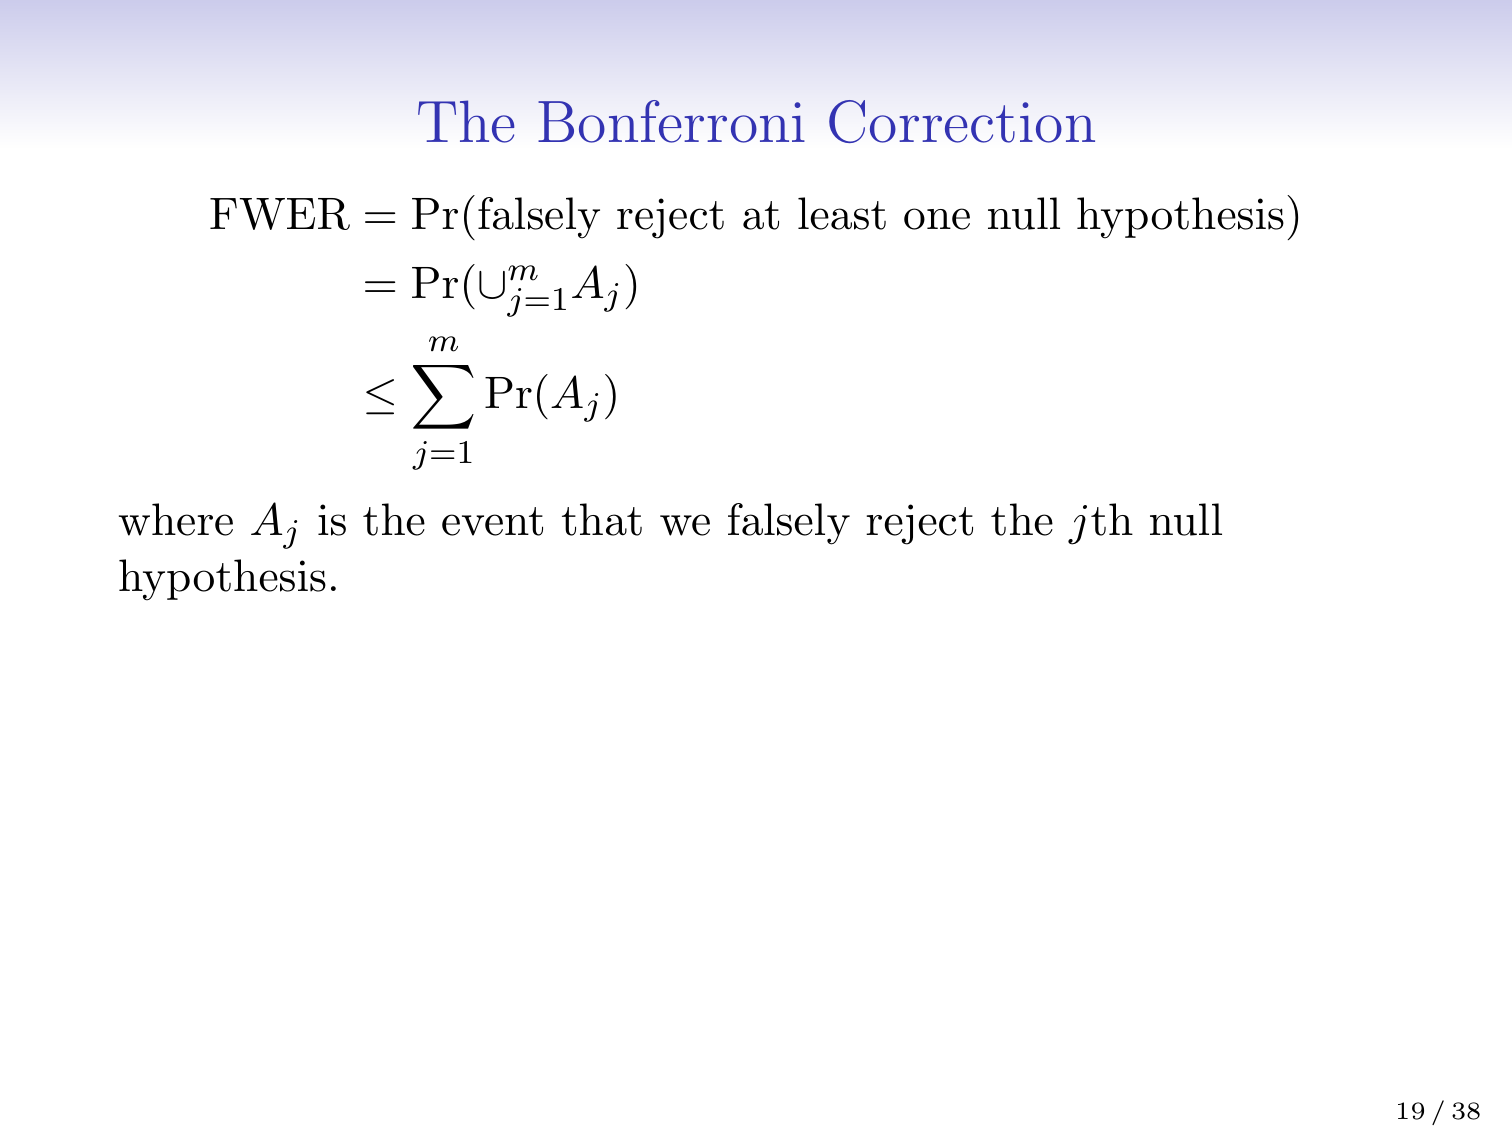 The Bonferroni Correction
FWER = Pr(falsely reject at least one null hypothesis)
= Pr(∪_{j=1}^{m} A_j)
≤ ∑_{j=1}^{m} Pr(A_j)
where A_j is the event that we falsely reject the jth null
hypothesis.
19 / 38